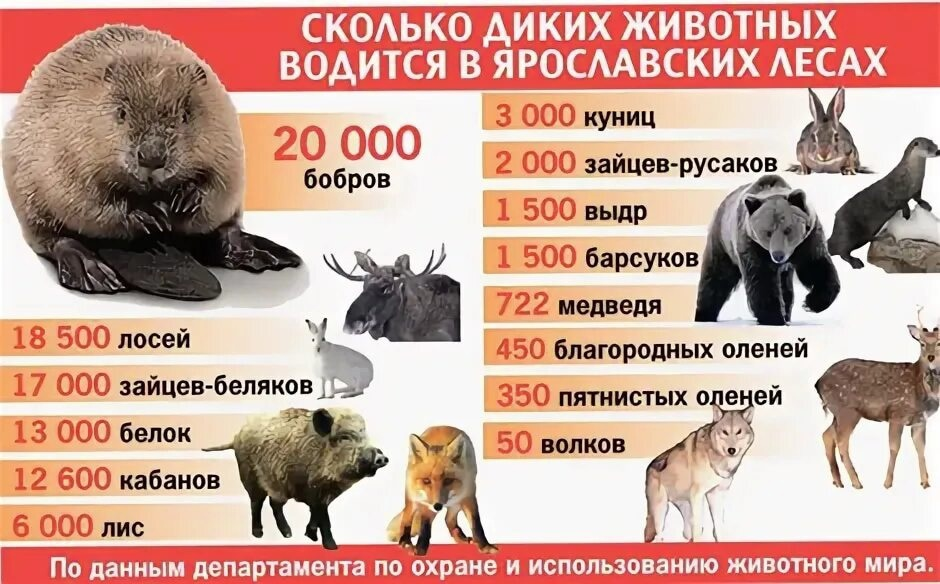 СКОЛЬКО ДИКИХ ЖИВОТНЫХ
ВОДИТСЯ В ЯРОСЛАВСКИХ ЛЕСАХ
20 000
бобров
18 500 лосей
17 000 зайцев-беляков
13 000 белок
12 600 кабанов
6 000 лис
3 000 куниц
2 000 зайцев-русаков
1 500 выдр
1 500 барсуков
722 медведя
450 благородных оленей
350 пятнистых оленей
50 волков
По данным департамента по охране и использованию животного мира.